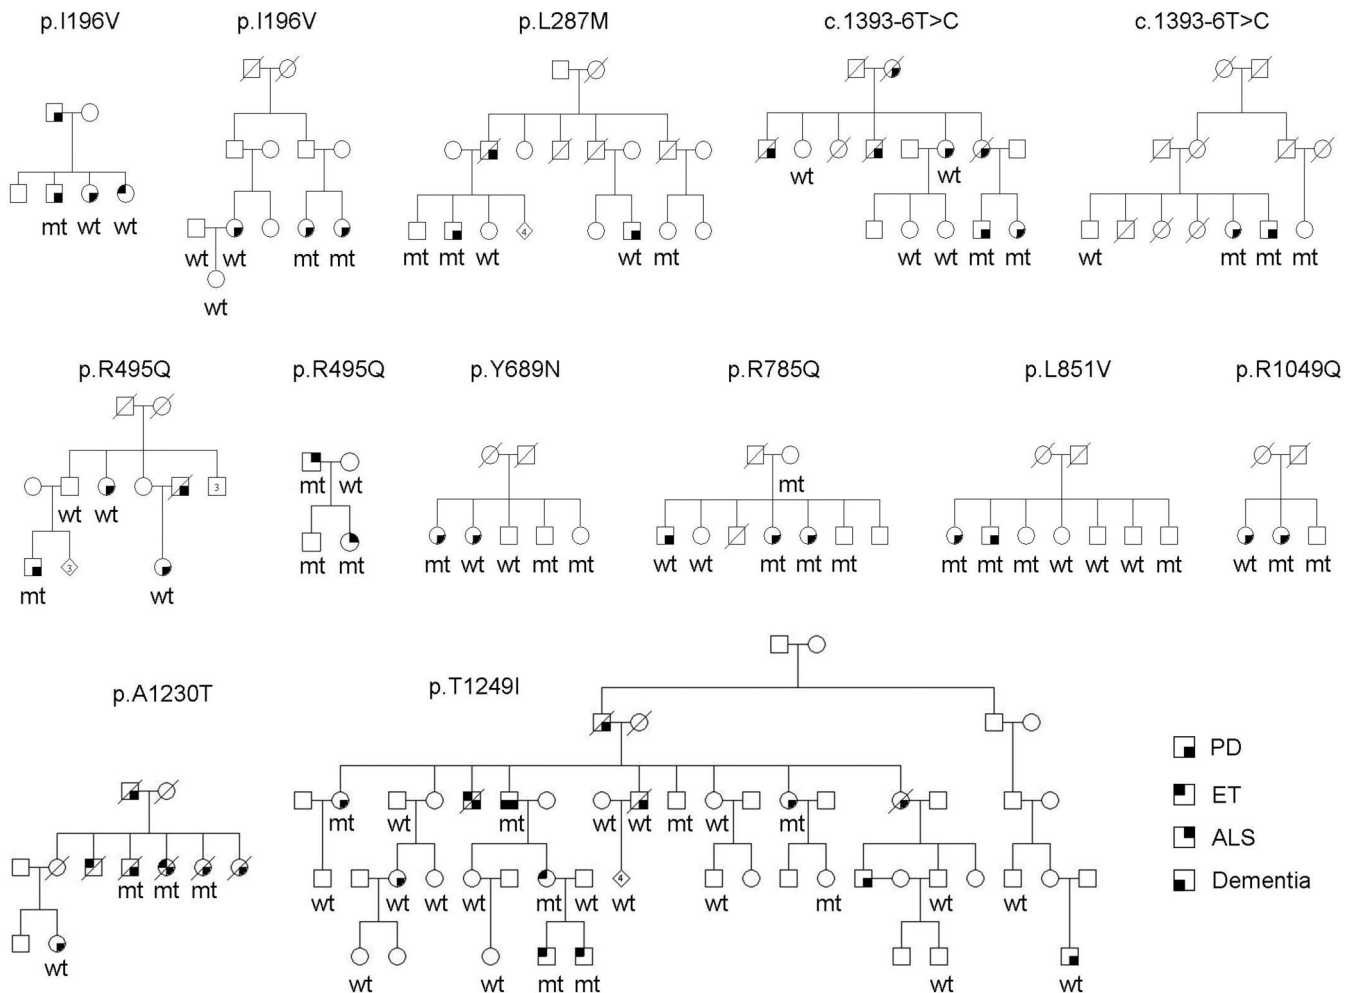 p.I196V p.I196V p.L287M c.1393-6T>C c.1393-6T>C
mt wt wt
wt wt mt mt
wt
4
mt mt wt wt mt
wt wt
wt wt mt mt
wt mt mt mt
p.R495Q p.R495Q p.Y689N p.R785Q p.L851V p.R1049Q
3
wt wt
3
mt wt
mt wt
mt mt
mt wt wt mt mt
mt
wt wt mt mt mt
mt mt mt wt wt wt mt
wt mt mt
p.A1230T p.T1249I
mt mt mt
wt
mt wt mt wt wt mt wt mt
4
wt wt wt wt mt wt wt wt mt wt wt
wt wt mt mt wt wt
PD
ET
ALS
Dementia